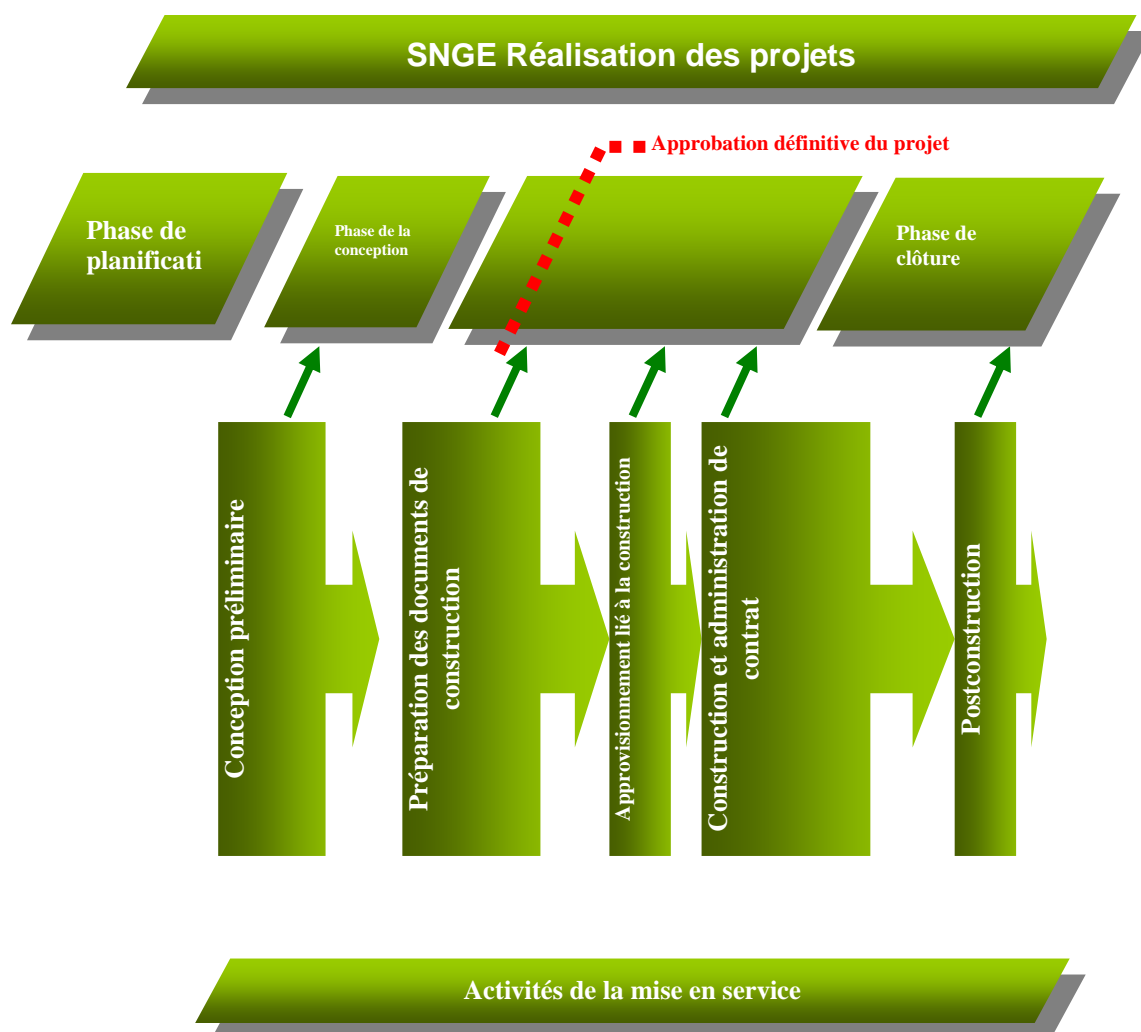 SNGE Réalisation des projets
Approbation définitive du projet
Phase de
planificati
Phase de la
conception
Phase de
clôture
Conception préliminaire
Préparation des documents de
construction
Approvisionnement lié à la construction
Construction et administration de
contrat
Postconstruction
Activités de la mise en service